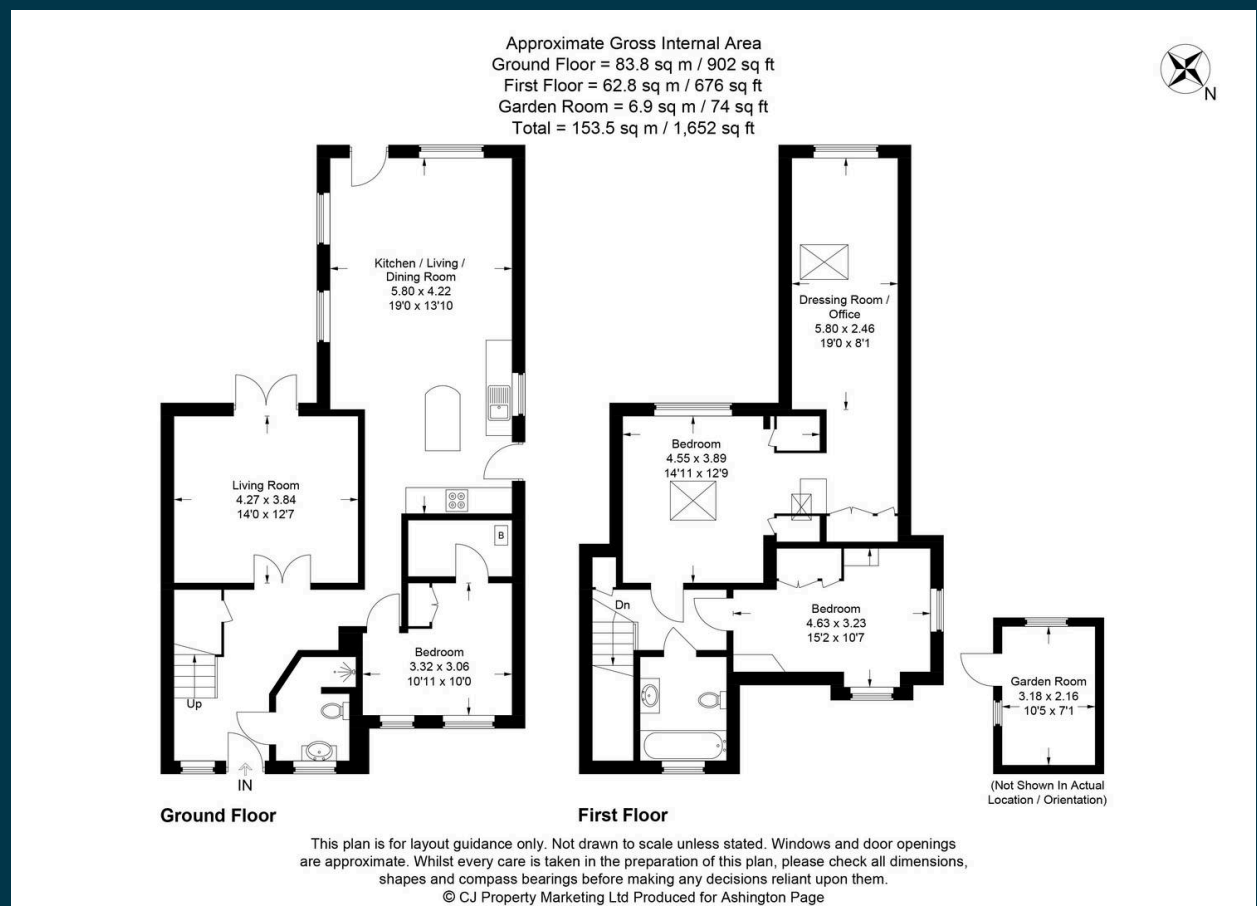 Approximate Gross Internal Area
Ground Floor = 83.8 sq m / 902 sq ft
First Floor = 62.8 sq m / 676 sq ft
Garden Room = 6.9 sq m / 74 sq ft
Total = 153.5 sq m / 1,652 sq ft
N
Kitchen / Living /
Dining Room
5.80 x 4.22
19'0 x 13'10
Living Room
4.27 x 3.84
14'0 x 12'7
B
Bedroom
3.32 x 3.06
10'11 x 10'0
Up
IN
Ground Floor
Dressing Room /
Office
5.80 x 2.46
19'0 x 8'1
Bedroom
4.55 x 3.89
14'11 x 12'9
Dn
Bedroom
4.63 x 3.23
15'2 x 10'7
First Floor
Garden Room
3.18 x 2.16
10'5 x 7'1
(Not Shown In Actual
Location / Orientation)
This plan is for layout guidance only. Not drawn to scale unless stated. Windows and door openings
are approximate. Whilst every care is taken in the preparation of this plan, please check all dimensions,
shapes and compass bearings before making any decisions reliant upon them.
© CJ Property Marketing Ltd Produced for Ashington Page